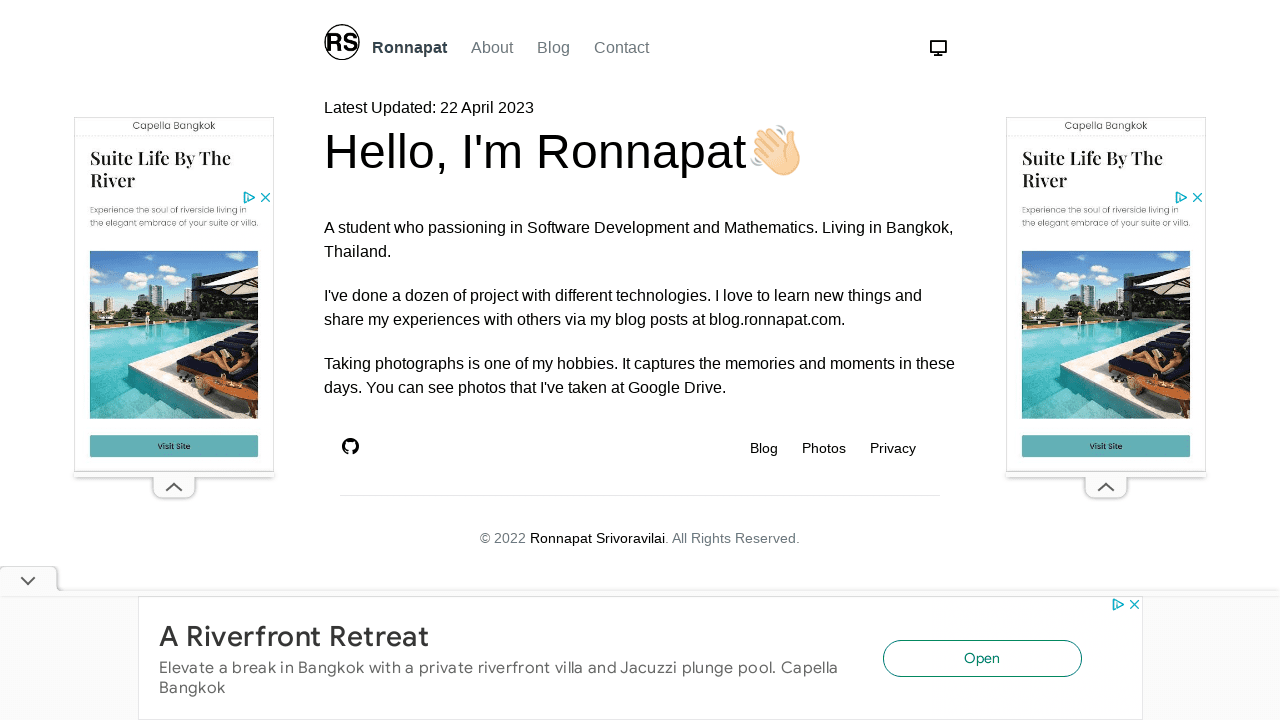 RS
Ronnapat
About
Blog
Contact
Latest Updated: 22 April 2023
Hello, I'm Ronnapat👋🏼
A student who passioning in Software Development and Mathematics. Living in Bangkok,
Thailand.
I've done a dozen of project with different technologies. I love to learn new things and
share my experiences with others via my blog posts at blog.ronnapat.com.
Taking photographs is one of my hobbies. It captures the memories and moments in these
days. You can see photos that I've taken at Google Drive.
Blog
Photos
Privacy
© 2022 Ronnapat Srivoravilai. All Rights Reserved.
Capella Bangkok
Suite Life By The
River
Experience the soul of riverside living in
the elegant embrace of your suite or villa.
Visit Site
Capella Bangkok
Suite Life By The
River
Experience the soul of riverside living in
the elegant embrace of your suite or villa.
Visit Site
A Riverfront Retreat
Elevate a break in Bangkok with a private riverfront villa and Jacuzzi plunge pool. Capella
Bangkok
Open